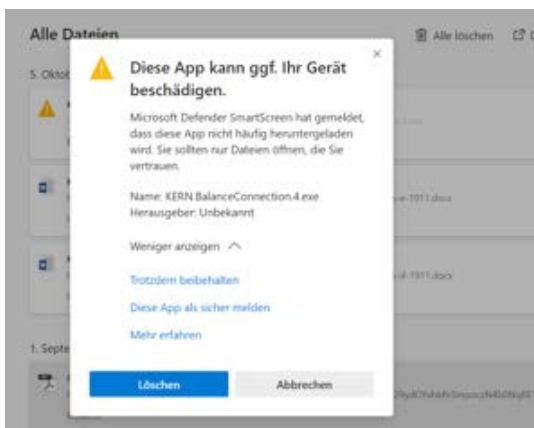 Alle Dateien
Alle löschen
5. Oktob
Diese App kann ggf. Ihr Gerät
beschädigen.
Microsoft Defender SmartScreen hat gemeldet,
dass diese App nicht häufig heruntergeladen
wird. Sie sollten nur Dateien öffnen, die Sie
vertrauen.
Name: KERN.BalanceConnection.4.exe
Herausgeber: Unbekannt
Weniger anzeigen
Trotzdem beibehalten
Diese App als sicher melden
Mehr erfahren
1. Septe
Löschen
Abbrechen